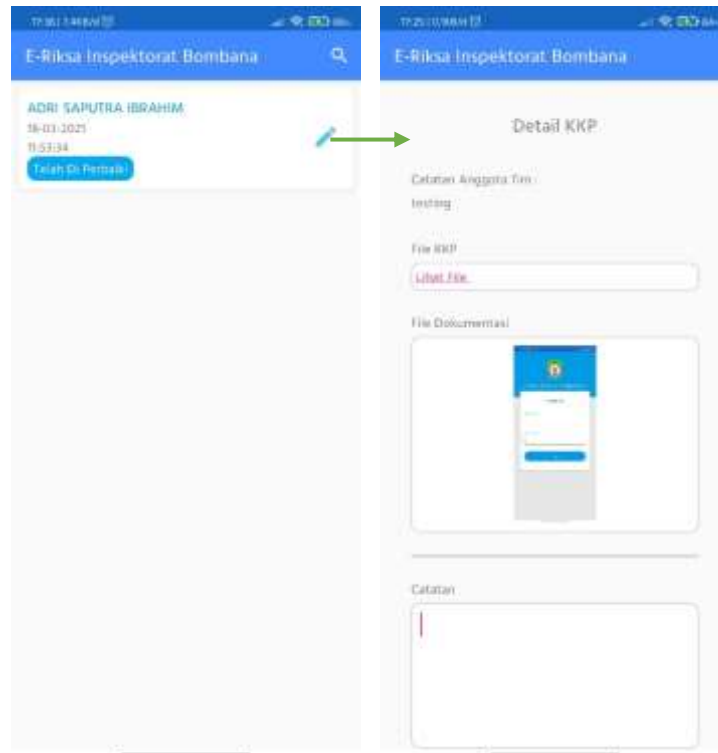 E-Riksa Inspektorat Bombana
ADRI SAPUTRA IBRAHIM
18-03-2021
11:53:34
Telah Di Perbaiki
E-Riksa Inspektorat Bombana
Detail KKP
Catatan Anggota Tim :
testing
File KKP
Lihat File
File Dokumentasi
Catatan